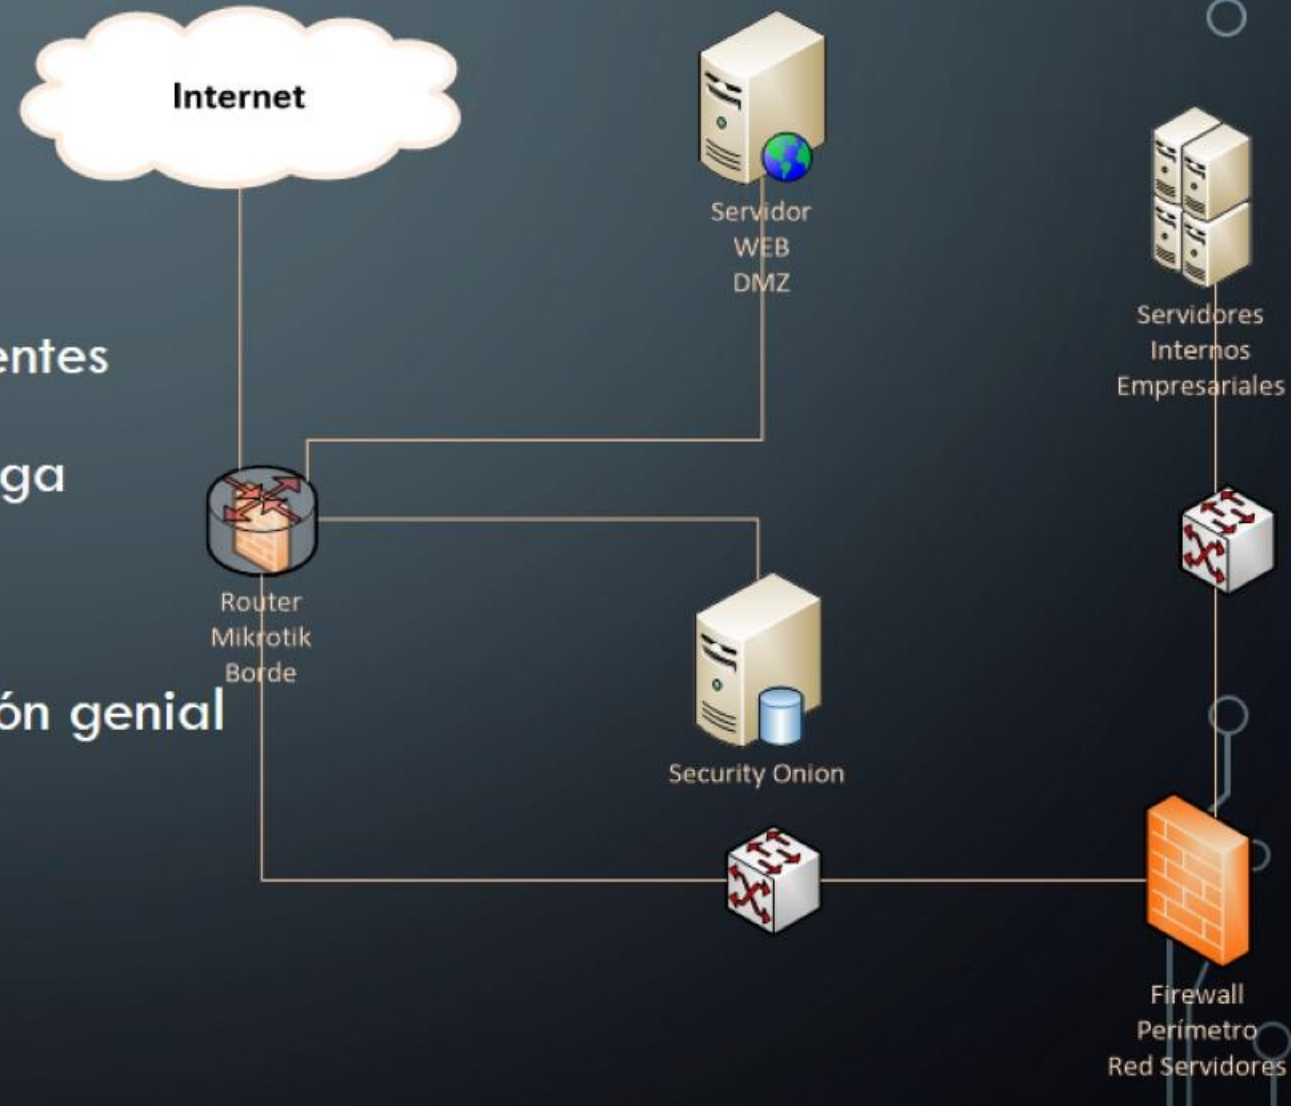 Internet
Servidor
WEB
DMZ
Servidores
Internos
Empresariales
entes
ga
Router
Mikrotik
Borde
ón genial
Security Onion
Firewall
Perímetro
Red Servidores